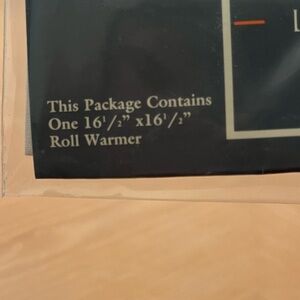 This Package Contains
One 16¹/₂” x16¹/₂”
Roll Warmer